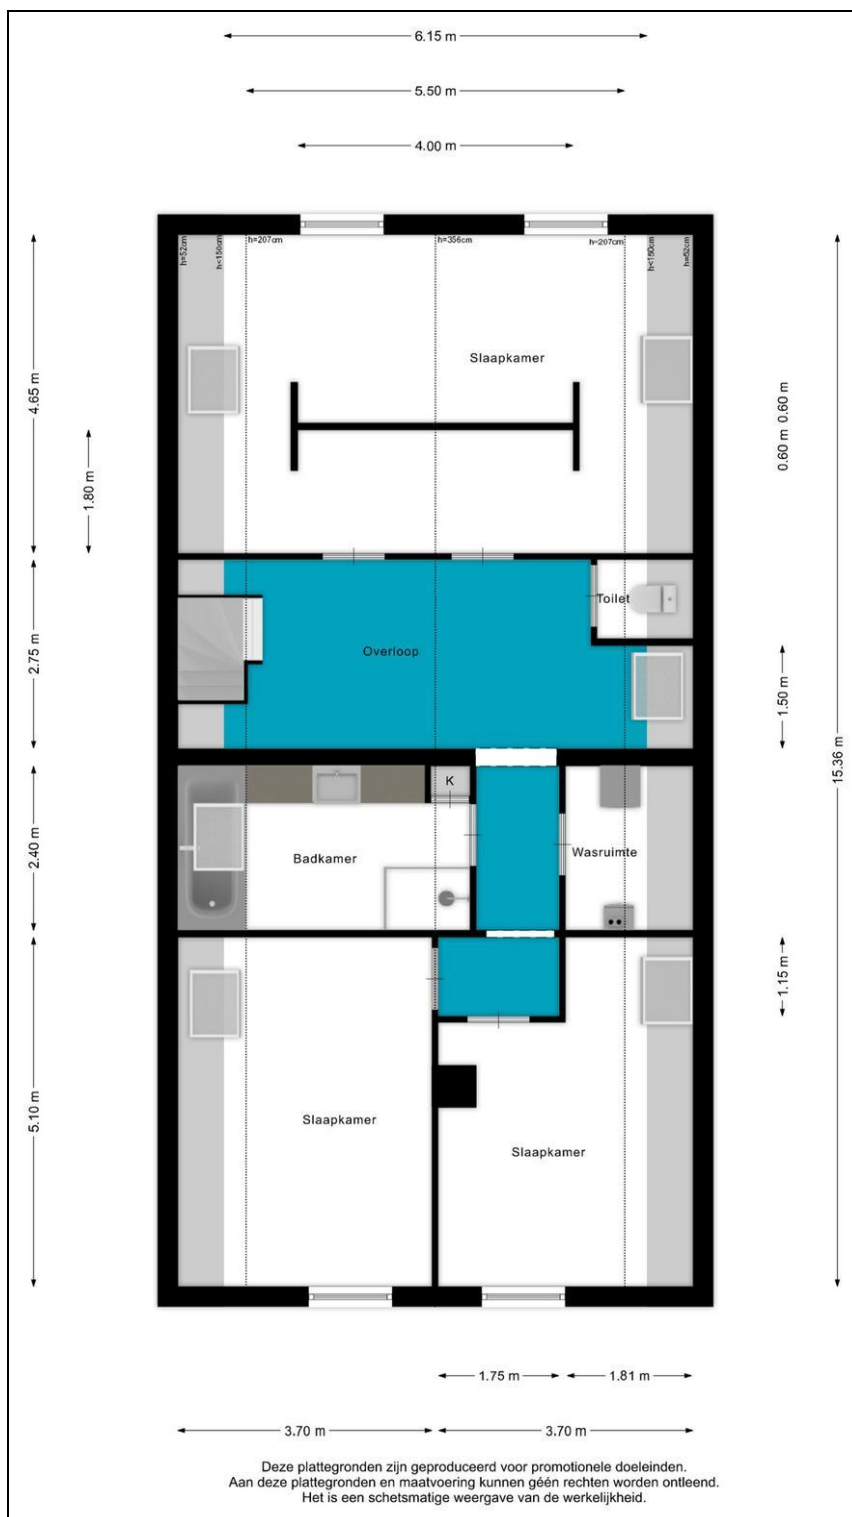 6.15 m
5.50 m
4.00 m
h=52cm
h<150cm
h=207cm
h=356cm
h=207cm
h<150cm
h=52cm
4.65 m
Slaapkamer
0.60 m 0.60 m
1.80 m
Toilet
2.75 m
Overloop
1.50 m
15.36 m
K
2.40 m
Badkamer
Wasruimte
1.15 m
5.10 m
Slaapkamer
Slaapkamer
1.75 m
1.81 m
3.70 m
3.70 m
Deze plattegronden zijn geproduceerd voor promotionele doeleinden.
Aan deze plattegronden en maatvoering kunnen géén rechten worden ontleend.
Het is een schetsmatige weergave van de werkelijkheid.